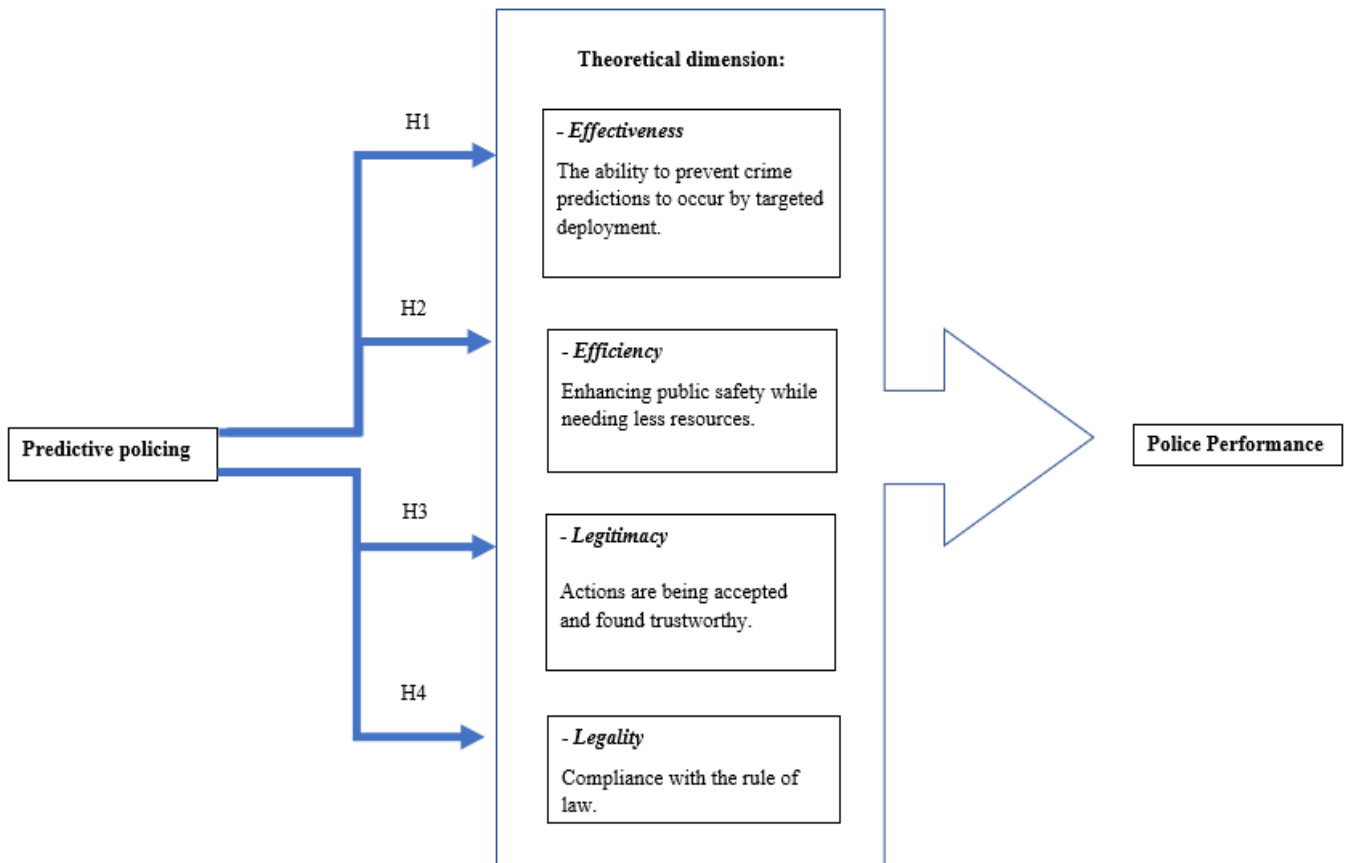 Theoretical dimension:
H1
- Effectiveness
The ability to prevent crime
predictions to occur by targeted
deployment.
H2
- Efficiency
Enhancing public safety while
needing less resources.
Predictive policing
Police Performance
H3
- Legitimacy
Actions are being accepted
and found trustworthy.
H4
- Legality
Compliance with the rule of
law.